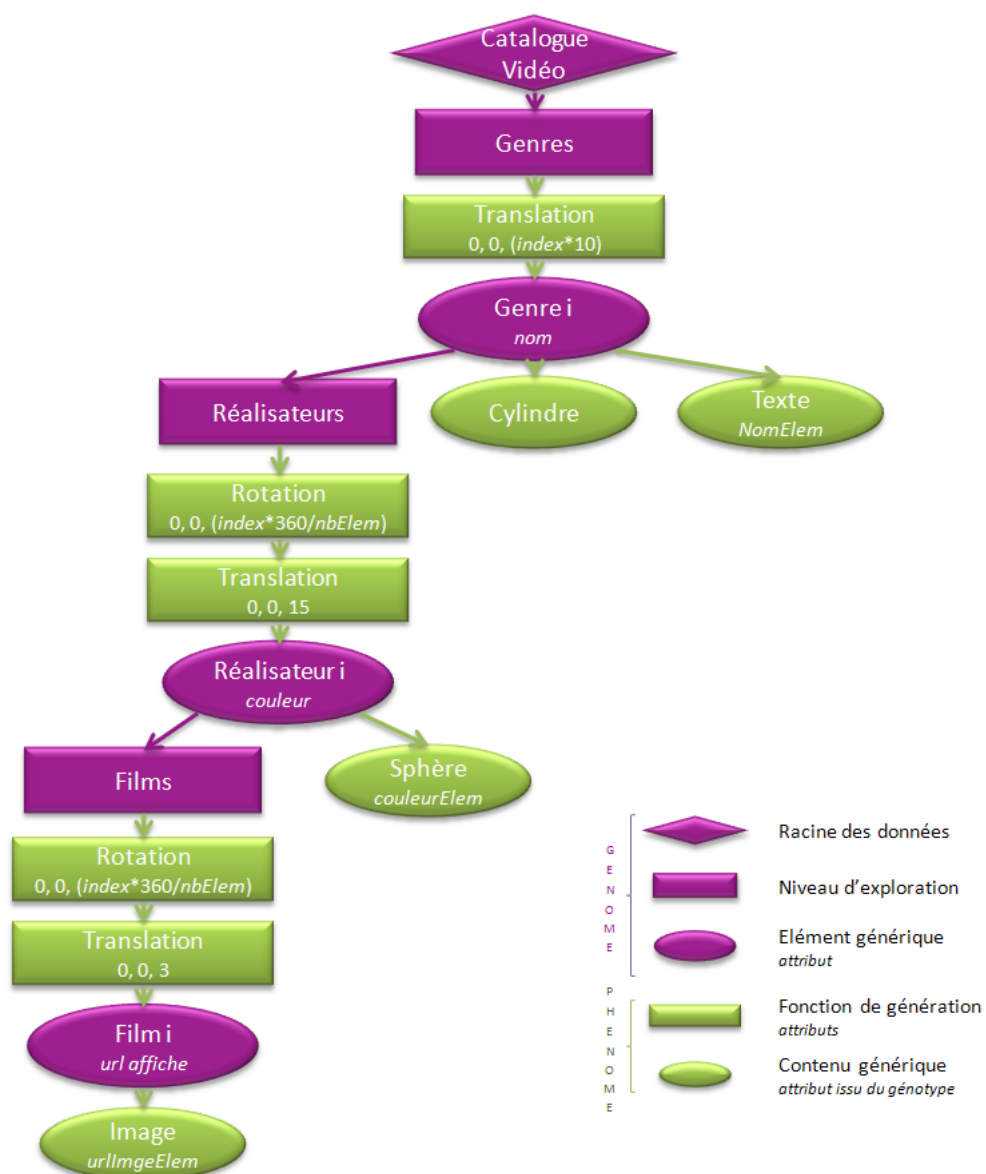 Catalogue
Vidéo
Genres
Translation
0, 0, (index*10)
Genre i
nom
Réalisateurs
Cylindre
Texte
NomElem
Rotation
0, 0, (index*360/nbElem)
Translation
0, 0, 15
Réalisateur i
couleur
Films
Sphère
couleurElem
Rotation
0, 0, (index*360/nbElem)
Translation
0, 0, 3
Film i
url affiche
Image
urlImgeElem
GENOME
Racine des données
Niveau d'exploration
Elément générique
attribut
PHENOME
Fonction de génération
attributs
Contenu générique
attribut issu du génotype